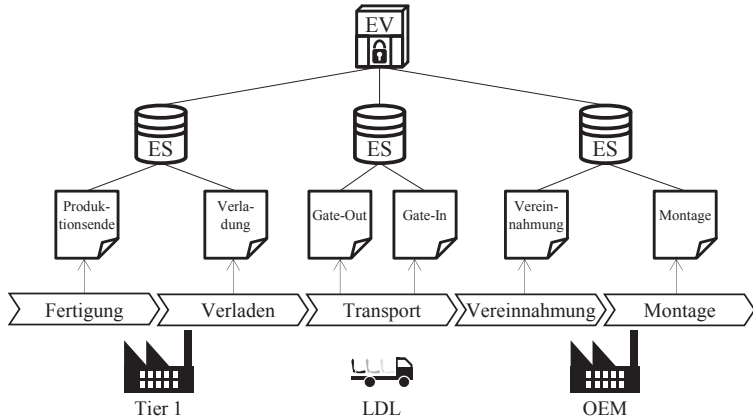 EV
ES
ES
ES
Produk-
tionsende
Verla-
dung
Gate-Out
Gate-In
Verein-
nahmung
Montage
Fertigung
Verladen
Transport
Vereinnahmung
Montage
Tier 1
LDL
OEM